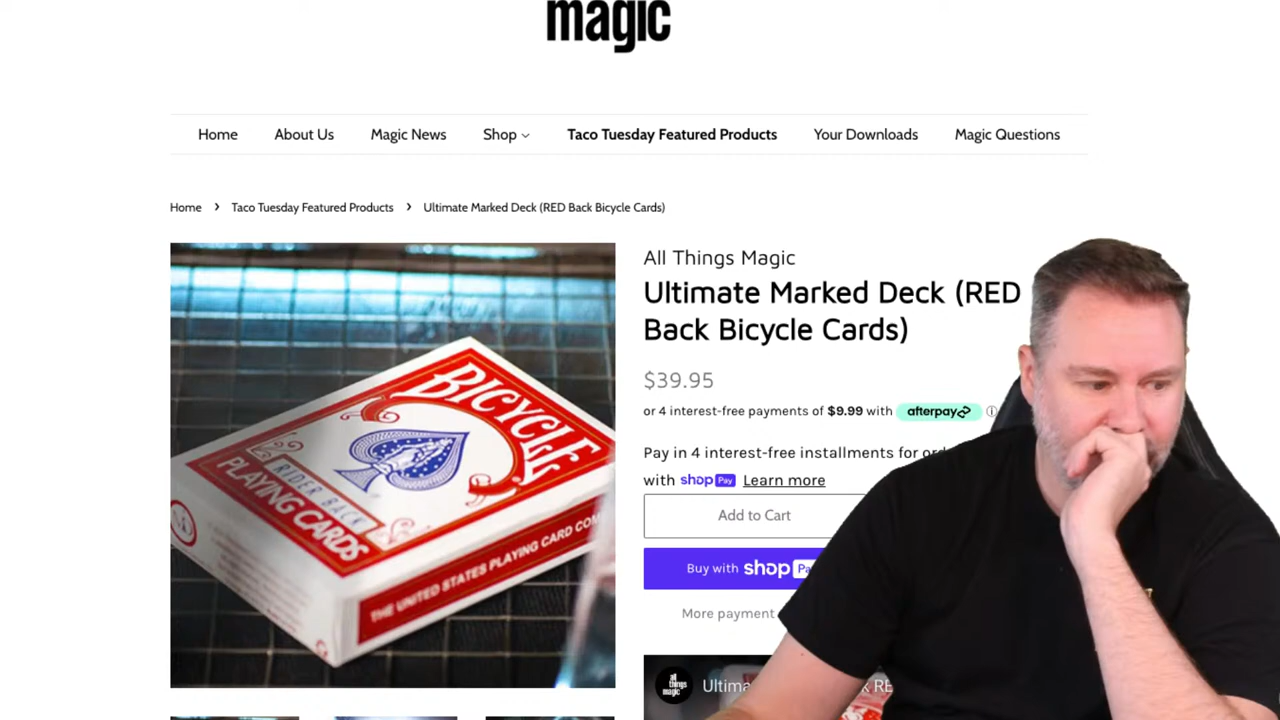 magic
Home About Us Magic News Shop Taco Tuesday Featured Products Your Downloads Magic Questions
Home › Taco Tuesday Featured Products › Ultimate Marked Deck (RED Back Bicycle Cards)
All Things Magic
Ultimate Marked Deck (RED
Back Bicycle Cards)
$39.95
or 4 interest-free payments of $9.99 with afterpay
Pay in 4 interest-free installments for
with shop Pay Learn more
Add to Cart
Buy with shop
More payment
BICYCLE
RIDER BACK
PLAYING CARDS
THE UNITED STATES PLAYING CARD
all things magic